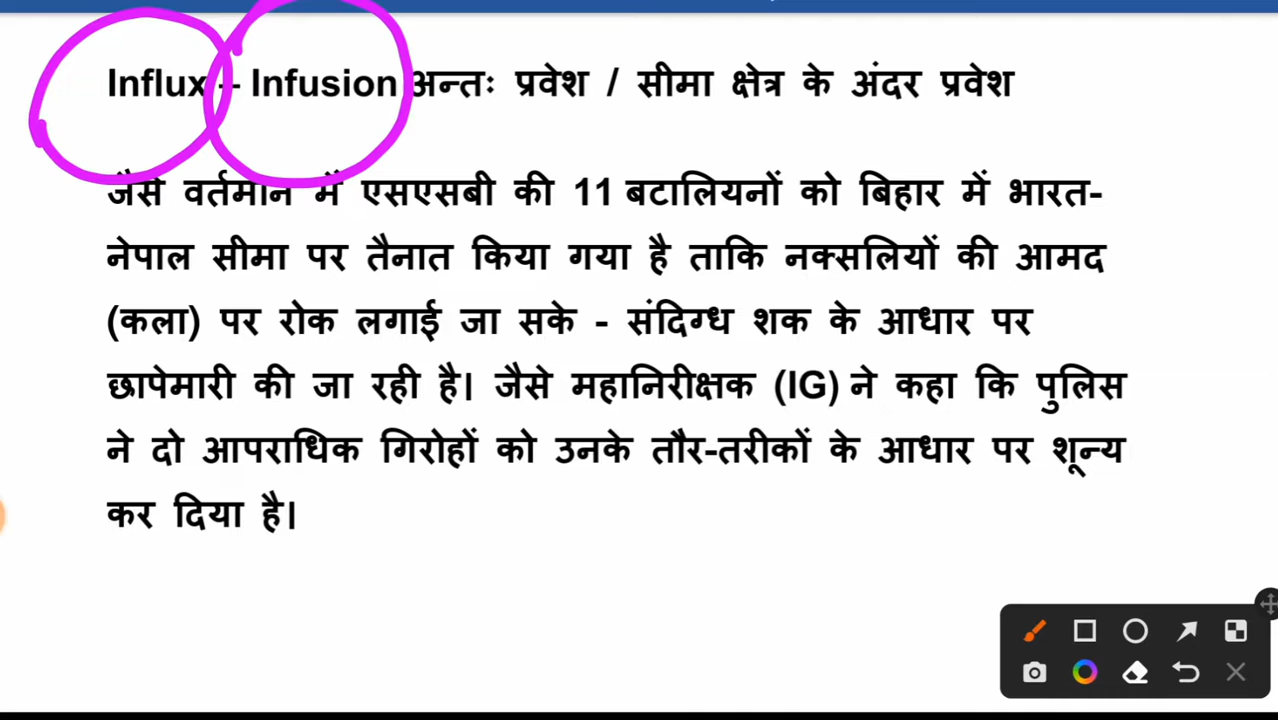 Influx - Infusion अन्तः प्रवेश / सीमा क्षेत्र के अंदर प्रवेश
जैसे वर्तमान में एसएसबी की 11 बटालियनों को बिहार में भारत-
नेपाल सीमा पर तैनात किया गया है ताकि नक्सलियों की आमद
(कला) पर रोक लगाई जा सके - संदिग्ध शक के आधार पर
छापेमारी की जा रही है। जैसे महानिरीक्षक (IG) ने कहा कि पुलिस
ने दो आपराधिक गिरोहों को उनके तौर-तरीकों के आधार पर शून्य
कर दिया है।